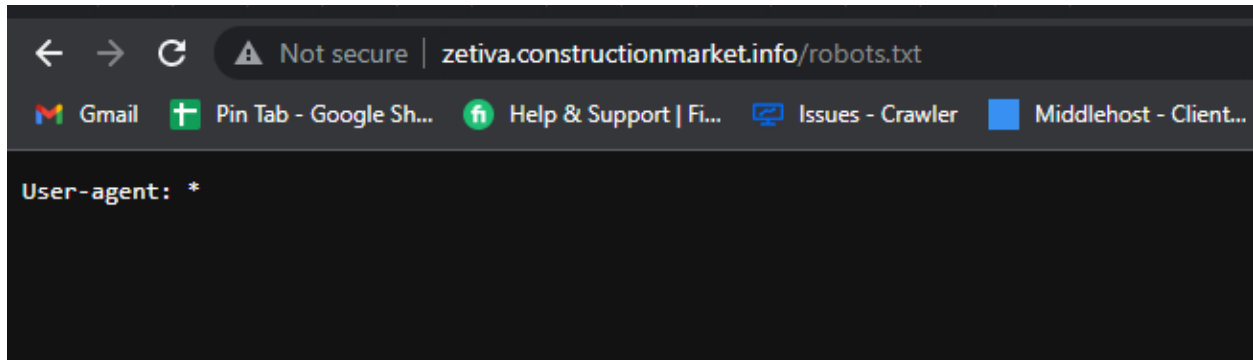 Not secure | zetiva.constructionmarket.info/robots.txt
Gmail Pin Tab - Google Sh... Help & Support | Fi... Issues - Crawler Middlehost - Client...
User-agent: *